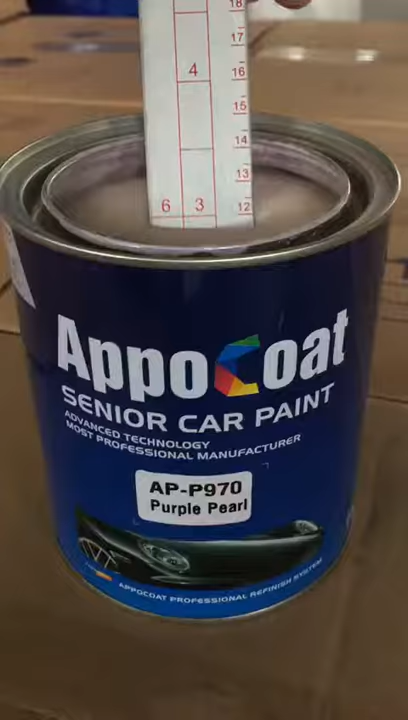 18
17
4
16
15
14
13
6 3 12
AppoCoat
SENIOR CAR PAINT
ADVANCED TECHNOLOGY
MOST PROFESSIONAL MANUFACTURER
AP-P970
Purple Pearl
APPOCOAT PROFESSIONAL REFINISH SYSTEM